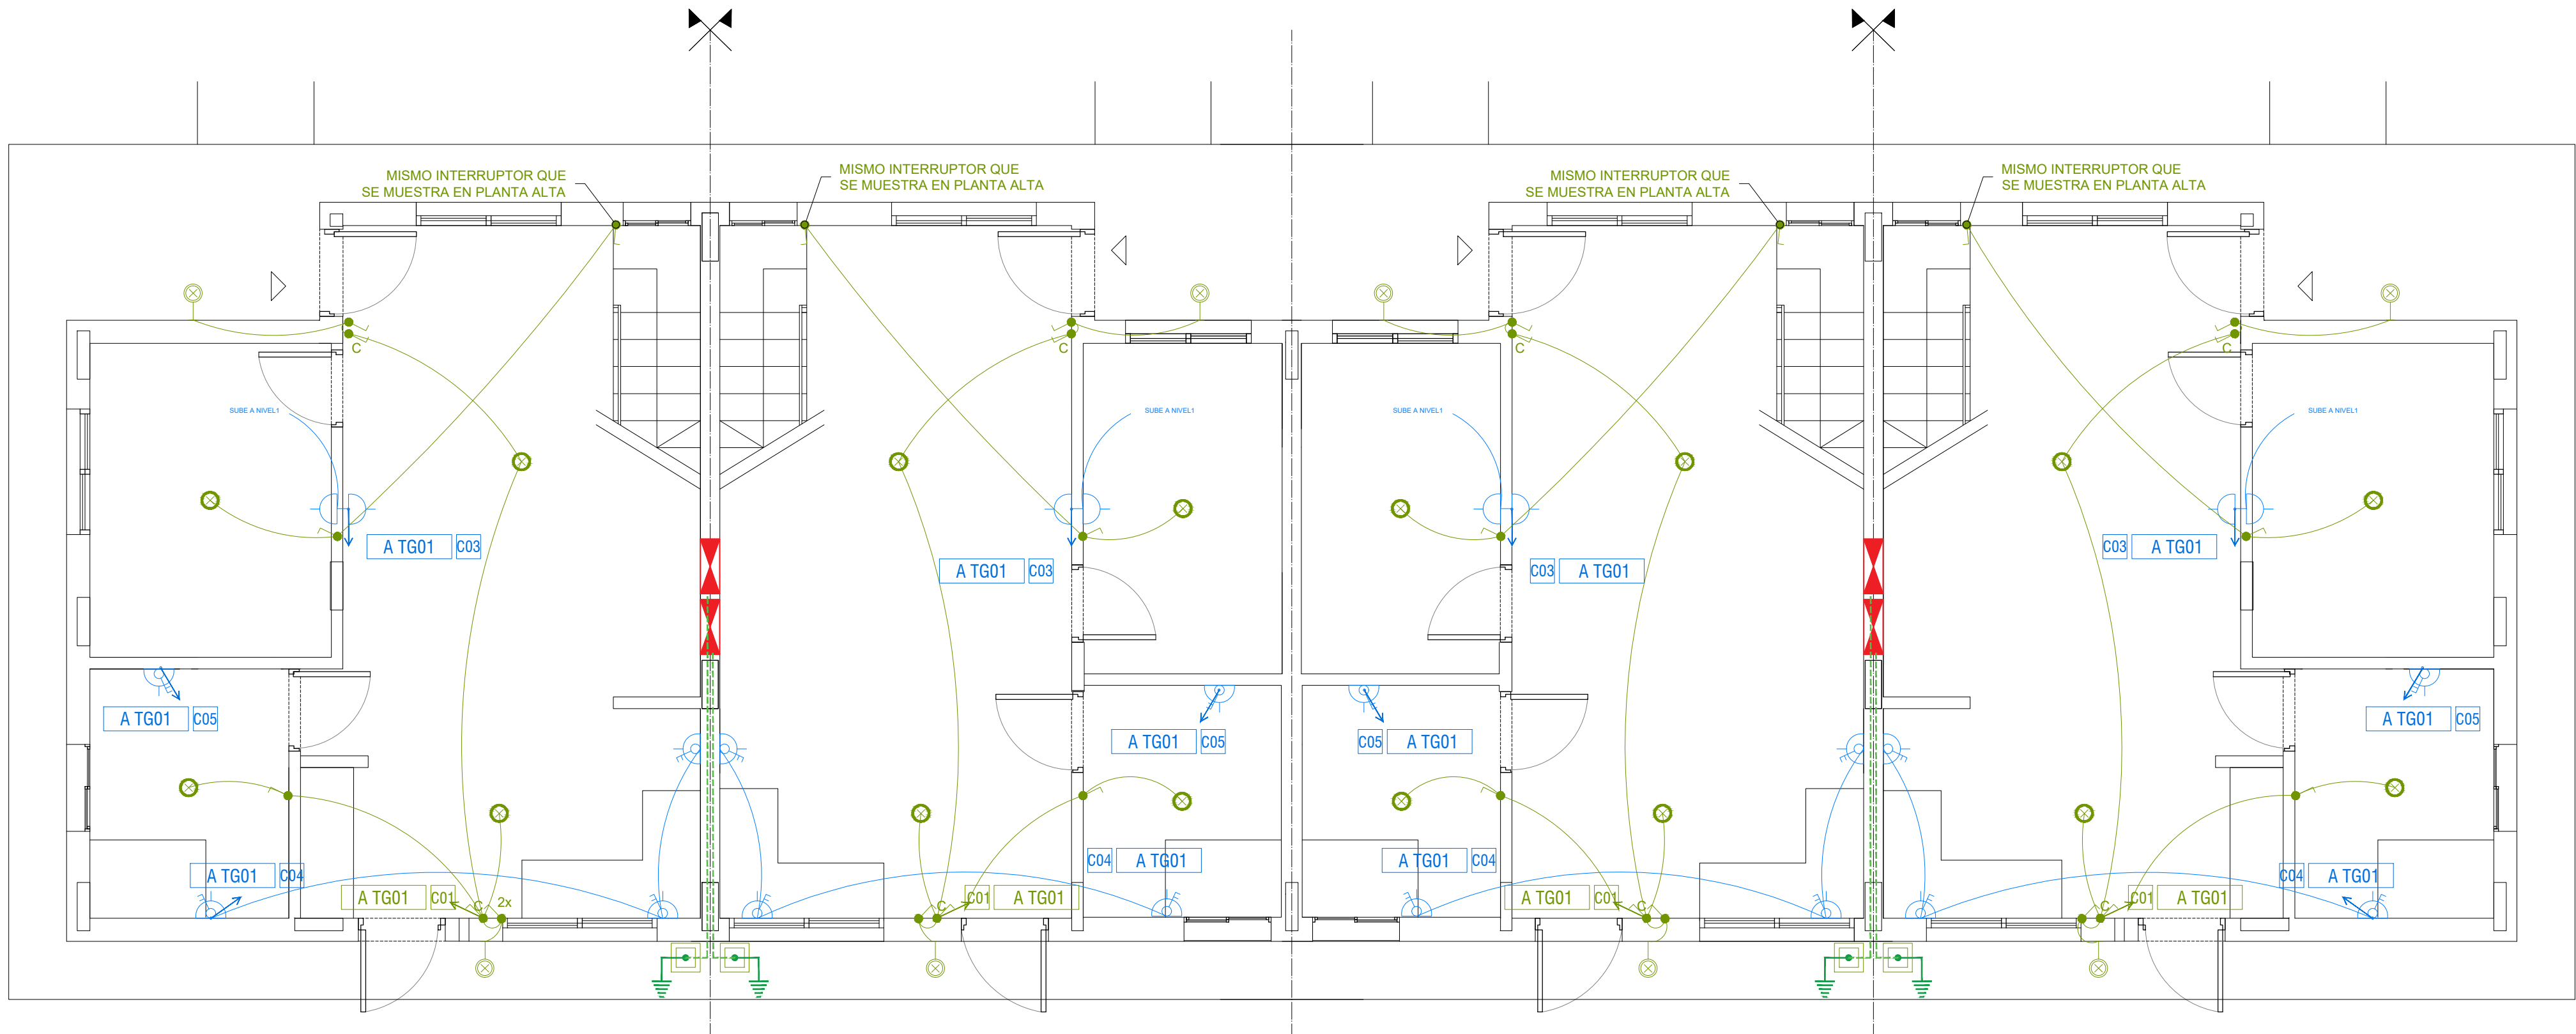 MISMO INTERRUPTOR QUE
SE MUESTRA EN PLANTA ALTA
MISMO INTERRUPTOR QUE
SE MUESTRA EN PLANTA ALTA
MISMO INTERRUPTOR QUE
SE MUESTRA EN PLANTA ALTA
MISMO INTERRUPTOR QUE
SE MUESTRA EN PLANTA ALTA
C
C
C
C
SUBE A NIVEL1
SUBE A NIVEL1
SUBE A NIVEL1
SUBE A NIVEL1
A TG01 C03
A TG01 C03
C03 A TG01
C03 A TG01
A TG01 C05
A TG01 C05
C05 A TG01
A TG01 C05
A TG01 C04
C04 A TG01
A TG01 C04
C04 A TG01
A TG01 C01
C 2x
C
C01 A TG01
A TG01 C01
C
C
C01 A TG01